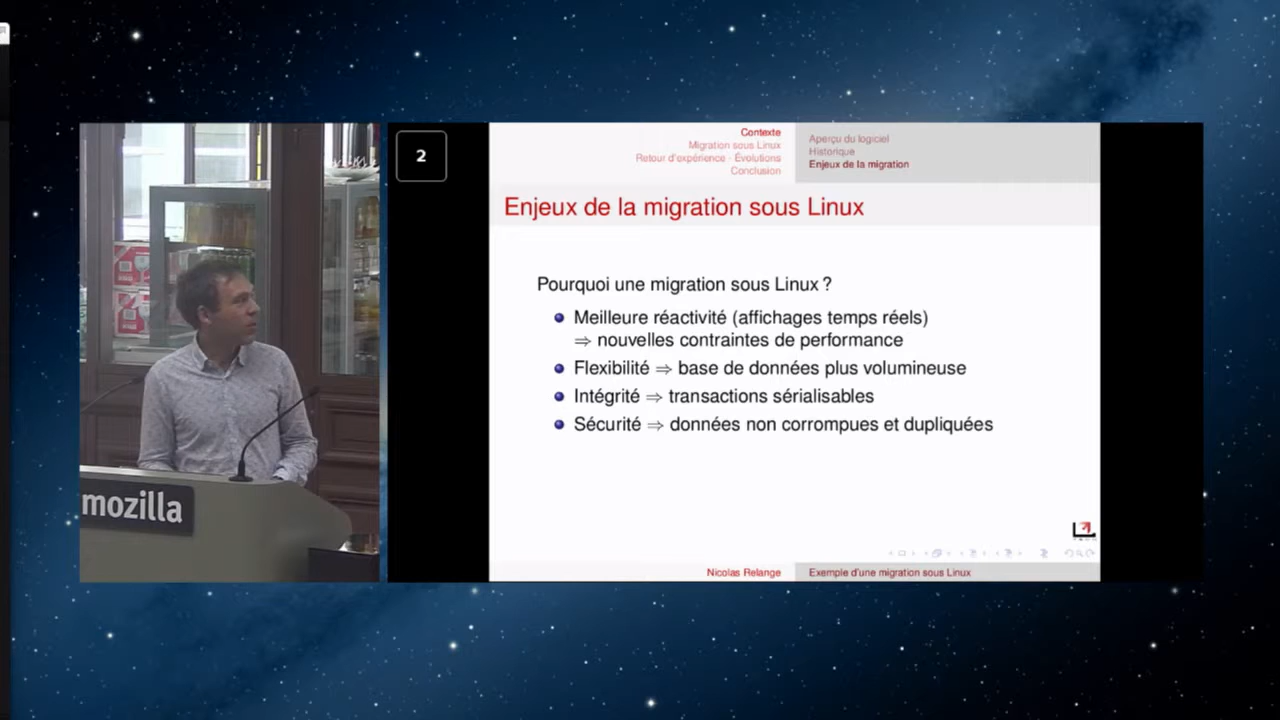 2
Contexte
Migration sous Linux
Retour d'expérience - Évolutions
Conclusion
Aperçu du logiciel
Historique
Enjeux de la migration
Enjeux de la migration sous Linux
Pourquoi une migration sous Linux ?
Meilleure réactivité (affichages temps réels)
⇒ nouvelles contraintes de performance
Flexibilité ⇒ base de données plus volumineuse
Intégrité ⇒ transactions sérialisables
Sécurité ⇒ données non corrompues et dupliquées
mozilla
Nicolas Relange
Exemple d'une migration sous Linux